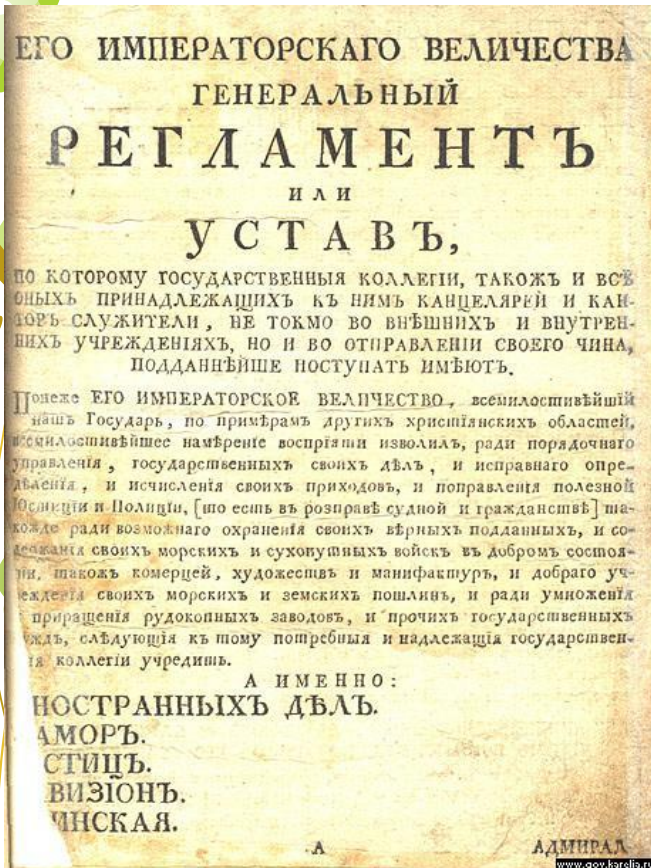 ЕГО ИМПЕРАТОРСКАГО ВЕЛИЧЕСТВА
ГЕНЕРАЛЬНЫЙ
РЕГЛАМЕНТЪ
ИЛИ
УСТАВЪ,
ПО КОТОРОМУ ГОСУДАРСТВЕННЫЯ КОЛЛЕГІИ, ТАКОЖЪ И ВСѢ
ОНЫХЪ ПРИНАДЛЕЖАЩИХЪ КЪ НИМЪ КАНЦЕЛЯРЕЙ И КАН-
ТОРЪ СЛУЖИТЕЛИ, НЕ ТОКМО ВО ВНѢШНИХЪ И ВНУТРЕН-
НИХЪ УЧРЕЖДЕНІЯХЪ, НО И ВО ОТПРАВЛЕНІИ СВОЕГО ЧИНА,
ПОДДАННѢЙШЕ ПОСТУПАТЬ ИМѢЮТЪ.
Понеже ЕГО ИМПЕРАТОРСКОЕ ВЕЛИЧЕСТВО, всемилостивѣйшій
нашъ Государь, по примѣрамъ другихъ христіянскихъ областей,
всемилостивѣйшее намѣреніе воспріяти изволилъ, ради порядочнаго
управленія, государственныхъ своихъ дѣлъ, и исправнаго опре-
дѣленія, и исчисленія своихъ приходовъ, и поправленія полезной
Юстиціи и Полиціи, [то есть въ розправѣ судной и гражданствѣ] та-
кожде ради возможнаго охраненія своихъ вѣрныхъ подданныхъ, и со-
держанія своихъ морскихъ и сухопутныхъ войскъ въ добромъ состоя-
ніи, такожъ комерцей, художествъ и манифактуръ, и добраго уч-
режденія своихъ морскихъ и земскихъ пошлинъ, и ради умноженія
и приращенія рудокопныхъ заводовъ, и прочихъ государственныхъ
нуждъ, слѣдующія къ тому потребныя и надлежащія государствен-
ныя коллегіи учредить.
А ИМЕННО:
НОСТРАННЫХЪ ДѢЛЪ.
АМОРЪ.
СТИЦЪ.
ВИЗІОНЪ.
ИНСКАЯ.
А АДМИРАЛ
www.gov.karelia.ru